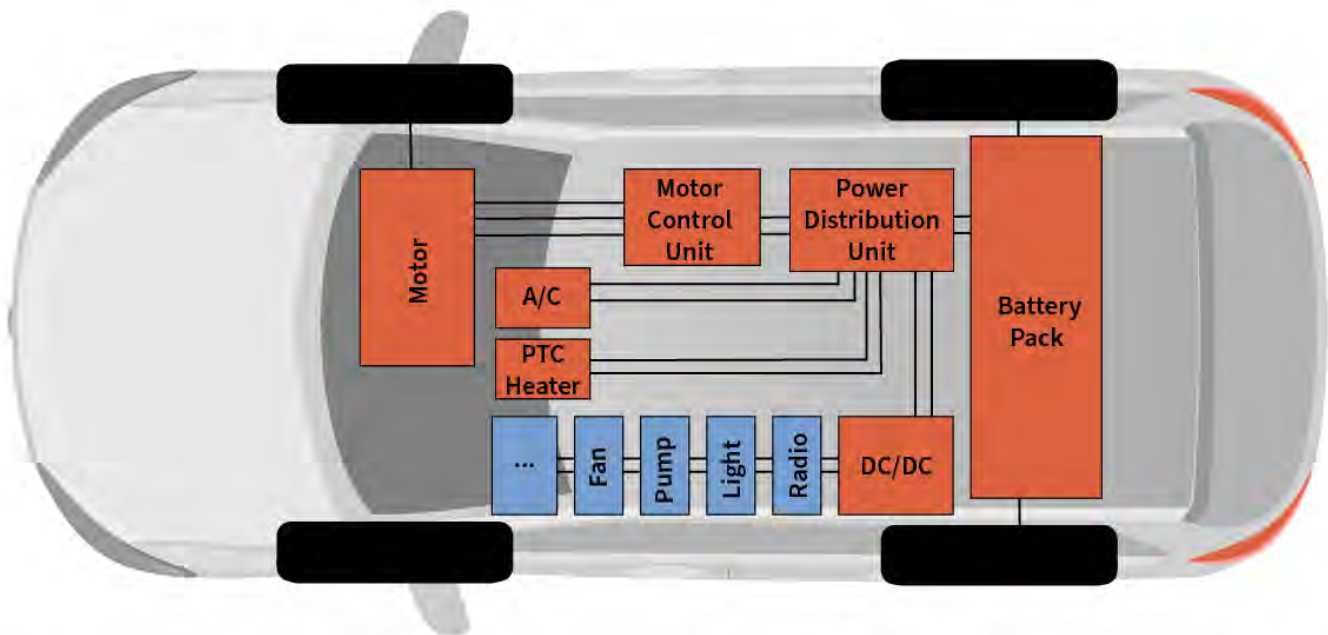 Motor
Motor
Control
Unit
Power
Distribution
Unit
Battery
Pack
A/C
PTC
Heater
...
Fan
Pump
Light
Radio
DC/DC